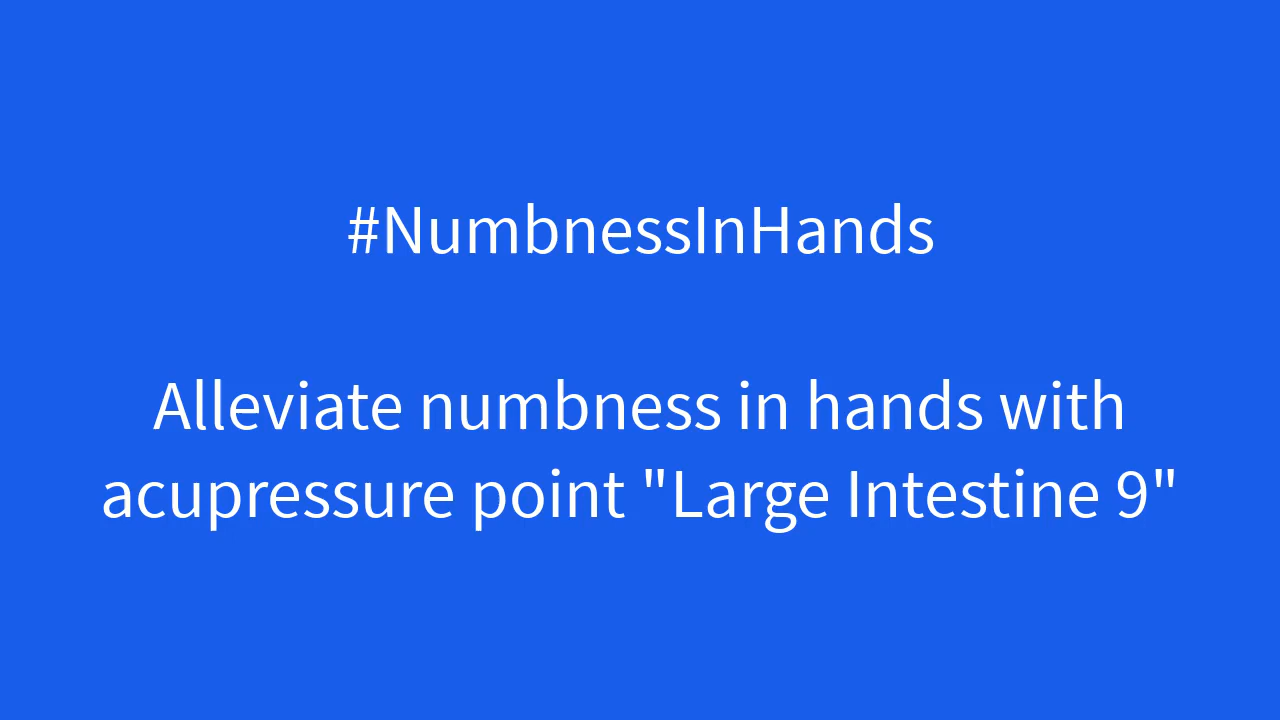 #NumbnessInHands
Alleviate numbness in hands with
acupressure point "Large Intestine 9"